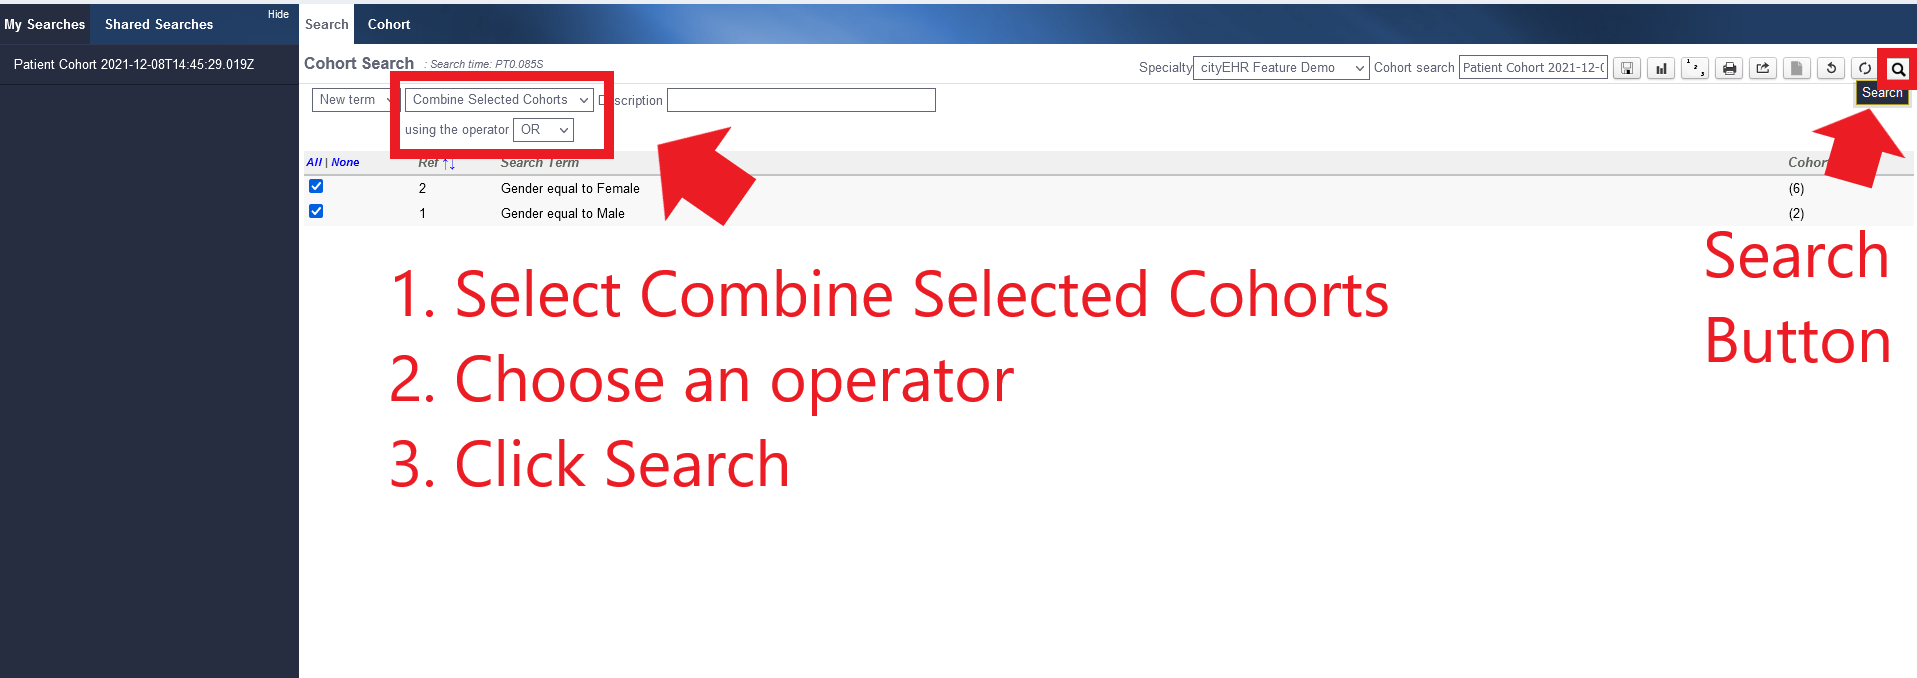 My Searches Shared Searches Hide Search Cohort
Patient Cohort 2021-12-08T14:45:29.019Z
Cohort Search : Search time: PT0.085S Specialty cityEHR Feature Demo Cohort search Patient Cohort 2021-12-0
New term Combine Selected Cohorts Description Search
using the operator OR
All | None Ref ↑↓ Search Term Cohort
2 Gender equal to Female (6)
1 Gender equal to Male (2)
1. Select Combine Selected Cohorts
2. Choose an operator
3. Click Search
Search
Button